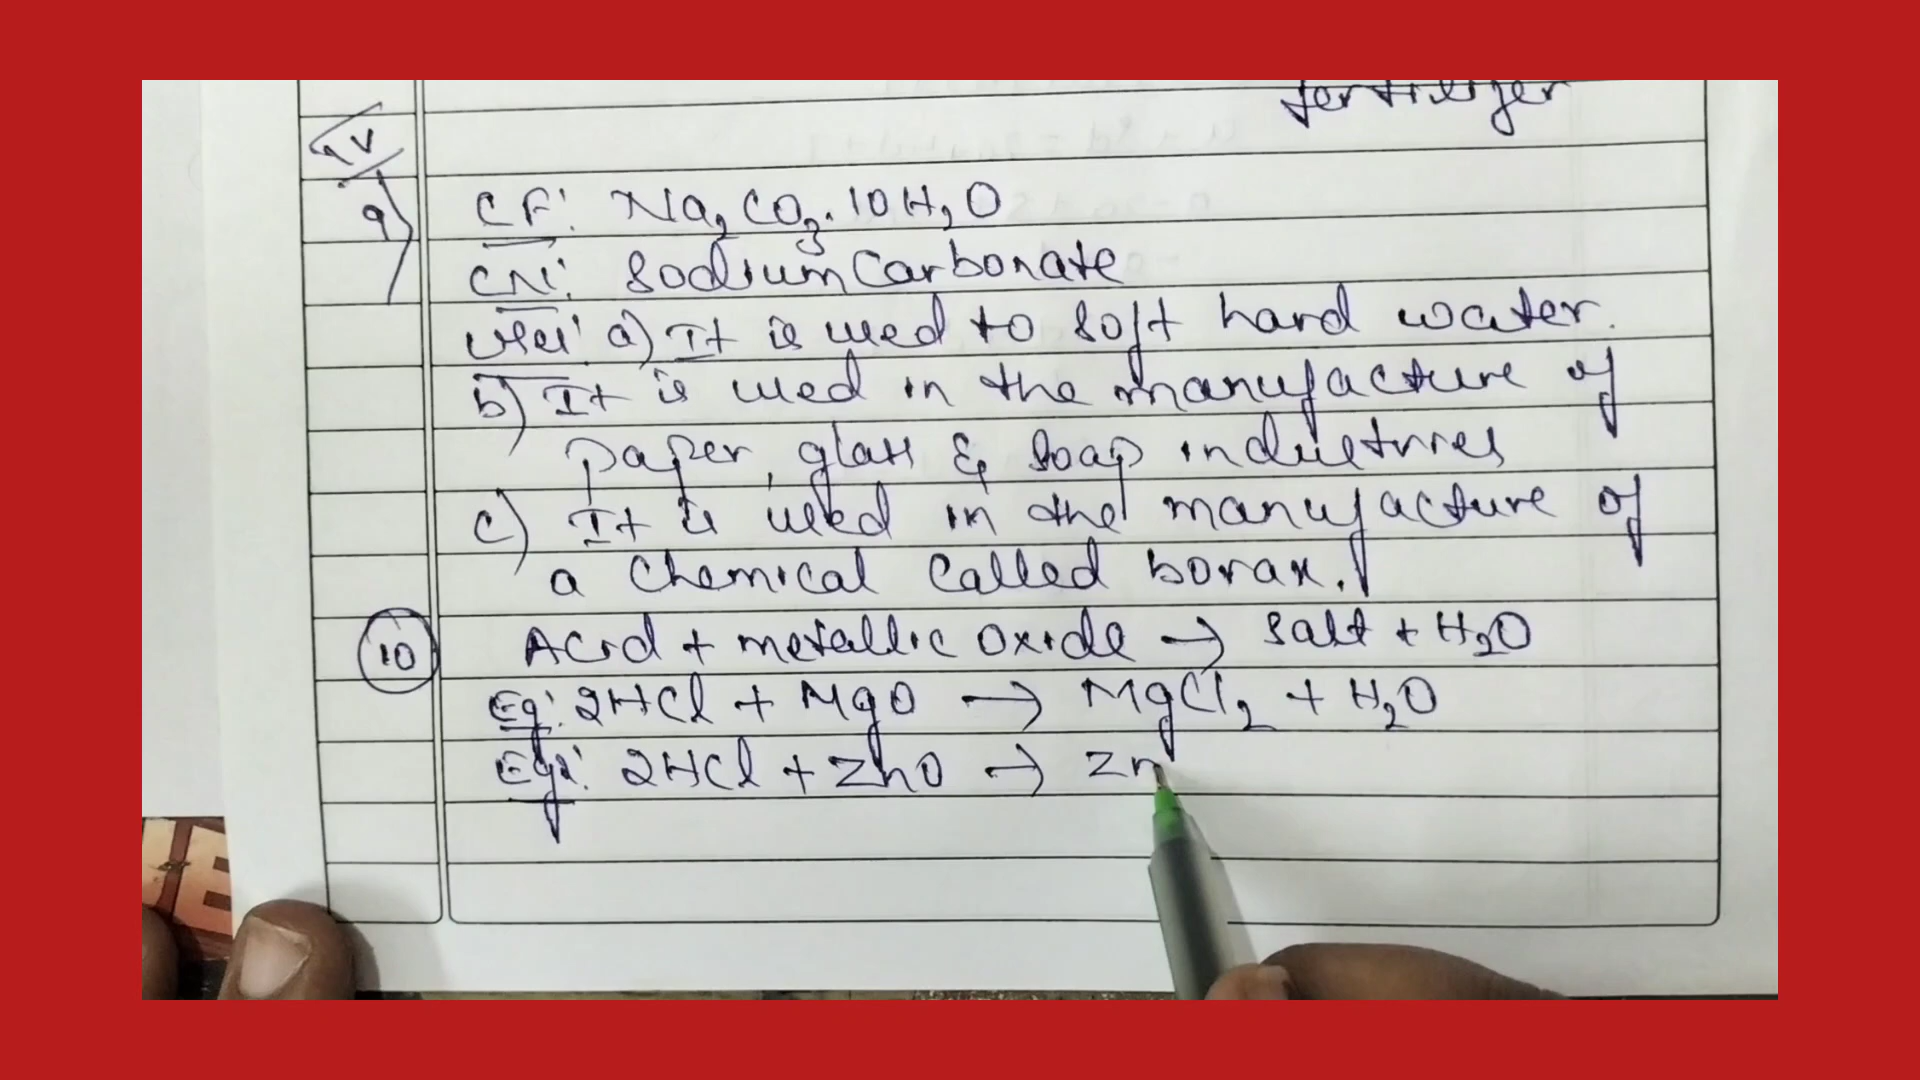 fertilizer
IV
9) CF: Na2CO3.10H2O
CN: Sodium Carbonate
Uses: a) It is used to soft hard water.
b) It is used in the manufacture of
paper, glass & soap industries
c) It is used in the manufacture of
a chemical called borax.
10 Acid + metallic oxide → Salt + H2O
Eg: 2HCl + MgO → MgCl2 + H2O
Eg2: 2HCl + ZnO → Zn